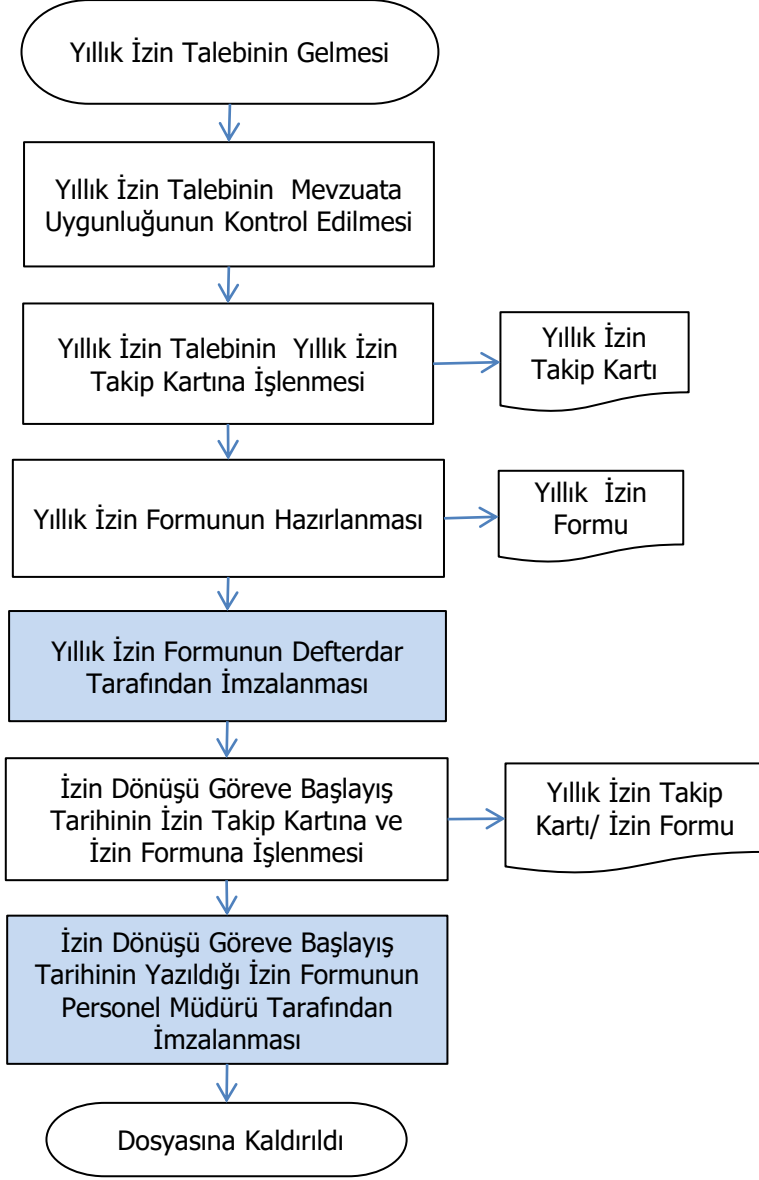 Yıllık İzin Talebinin Gelmesi
Yıllık İzin Talebinin  Mevzuata
Uygunluğunun Kontrol Edilmesi
Yıllık İzin Talebinin  Yıllık İzin
Takip Kartına İşlenmesi
Yıllık İzin
Takip Kartı
Yıllık İzin Formunun Hazırlanması
Yıllık  İzin
Formu
Yıllık İzin Formunun Defterdar
Tarafından İmzalanması
İzin Dönüşü Göreve Başlayış
Tarihinin İzin Takip Kartına ve
İzin Formuna İşlenmesi
Yıllık İzin Takip
Kartı/ İzin Formu
İzin Dönüşü Göreve Başlayış
Tarihinin Yazıldığı İzin Formunun
Personel Müdürü Tarafından
İmzalanması
Dosyasına Kaldırıldı